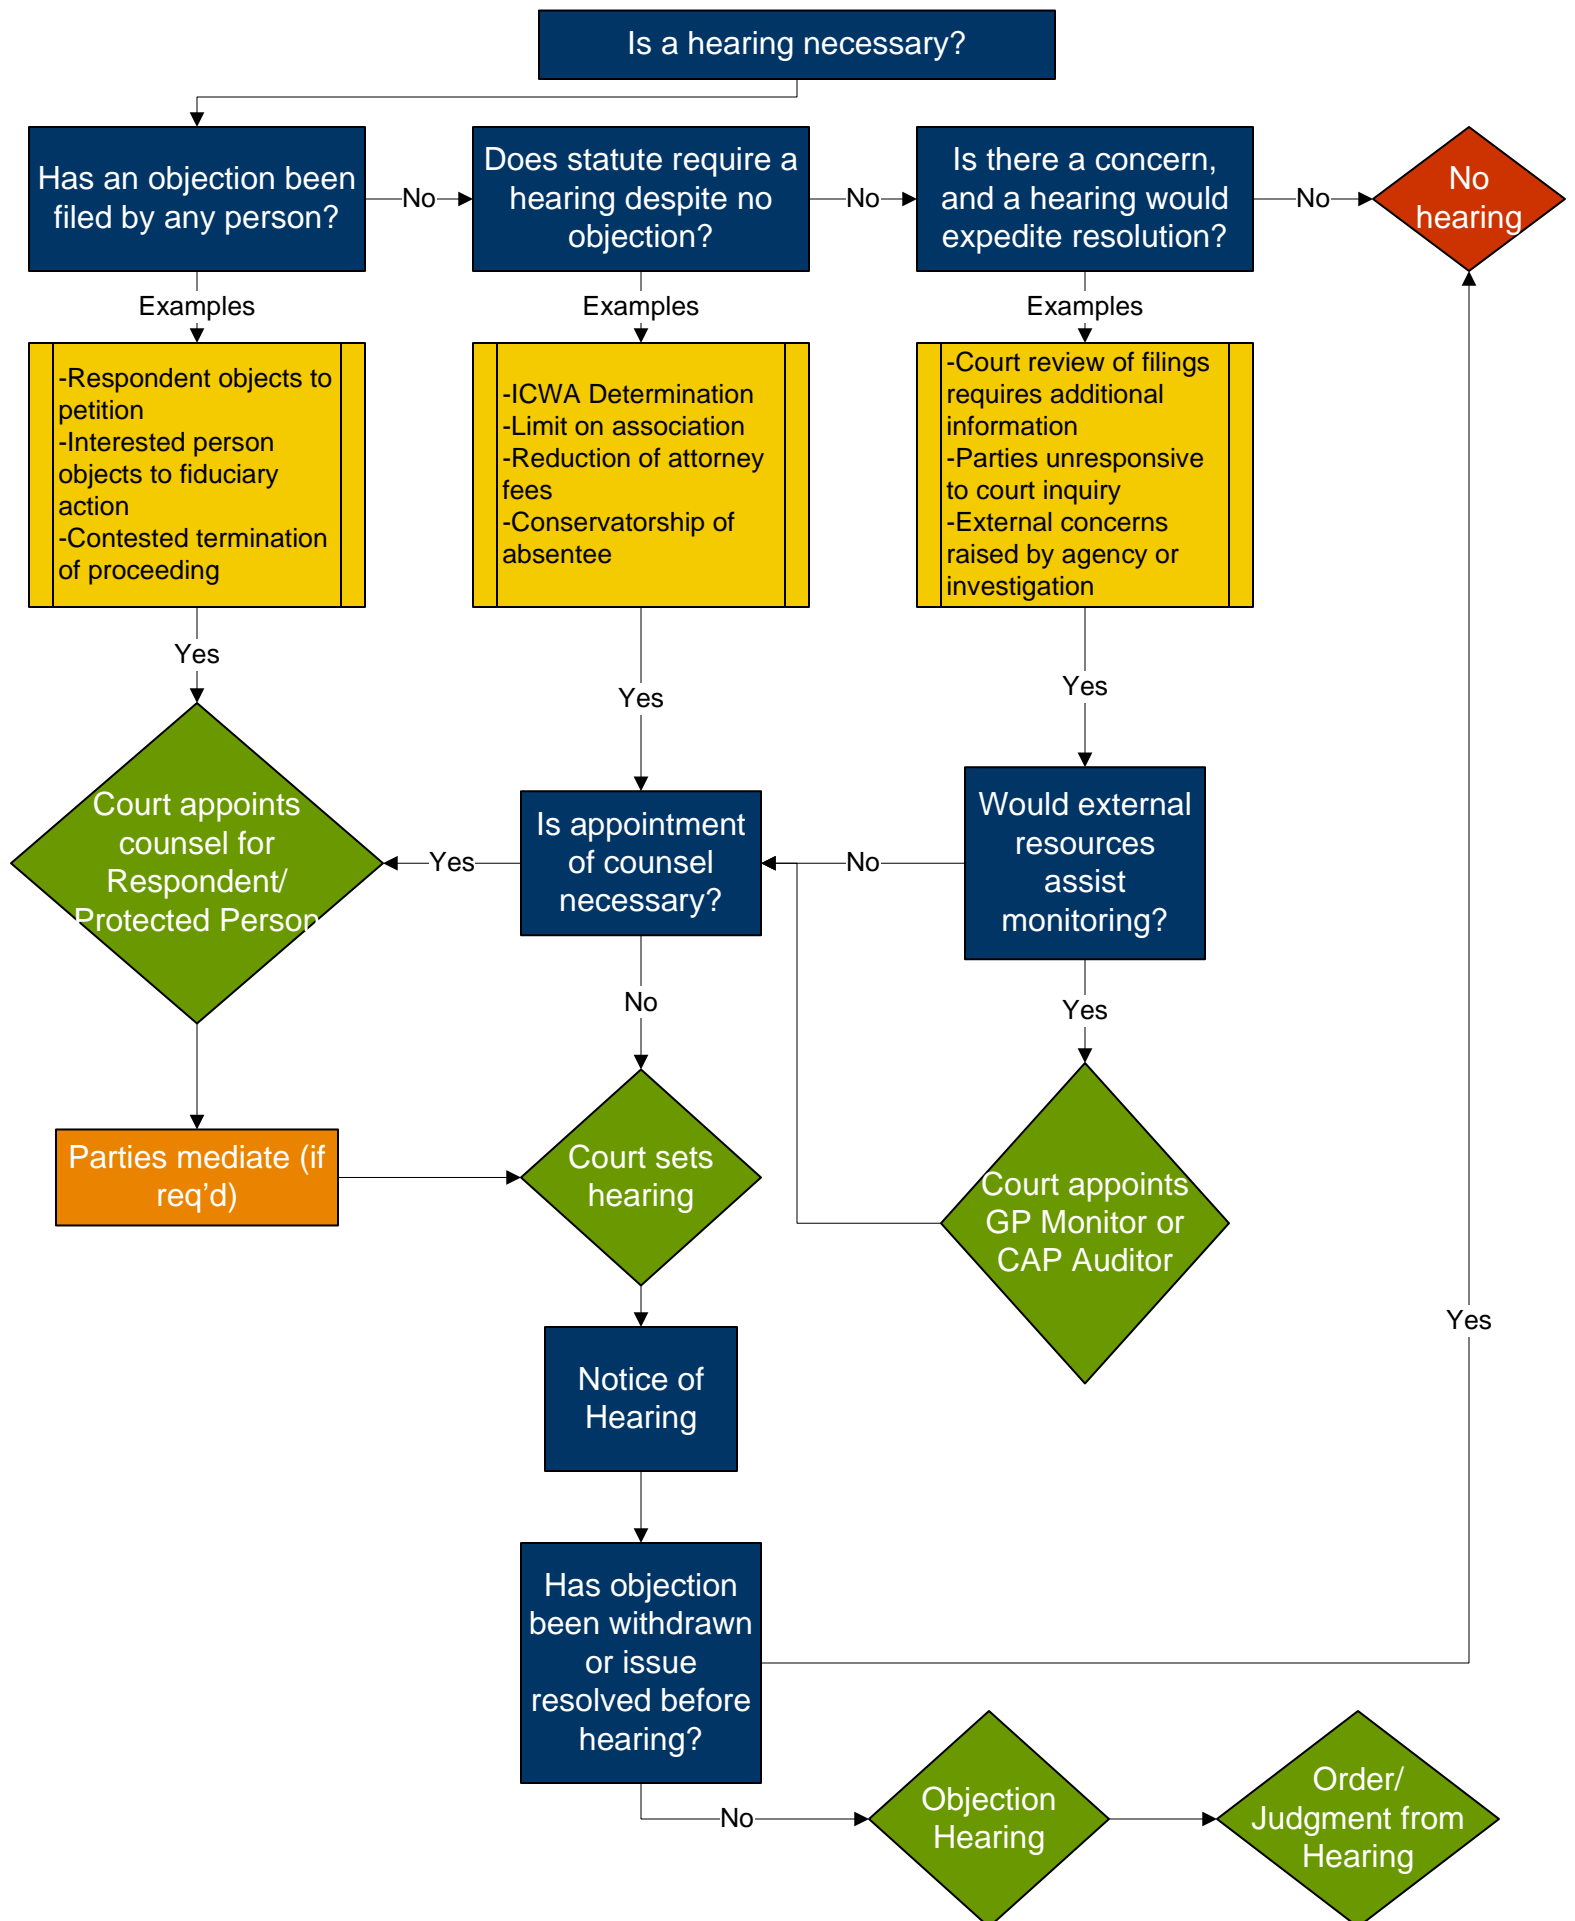 Is a hearing necessary?
Has an objection been
filed by any person?
No
Does statute require a
hearing despite no
objection?
No
Is there a concern,
and a hearing would
expedite resolution?
No
No
hearing
Examples
Examples
Examples
-Respondent objects to
petition
-Interested person
objects to fiduciary
action
-Contested termination
of proceeding
-ICWA Determination
-Limit on association
-Reduction of attorney
fees
-Conservatorship of
absentee
-Court review of filings
requires additional
information
-Parties unresponsive
to court inquiry
-External concerns
raised by agency or
investigation
Yes
Yes
Yes
Court appoints
counsel for
Respondent/
Protected Person
Yes
Is appointment
of counsel
necessary?
No
Would external
resources
assist
monitoring?
No
Yes
Parties mediate (if
req’d)
Court sets
hearing
Court appoints
GP Monitor or
CAP Auditor
Notice of
Hearing
Yes
Has objection
been withdrawn
or issue
resolved before
hearing?
No
Objection
Hearing
Order/
Judgment from
Hearing